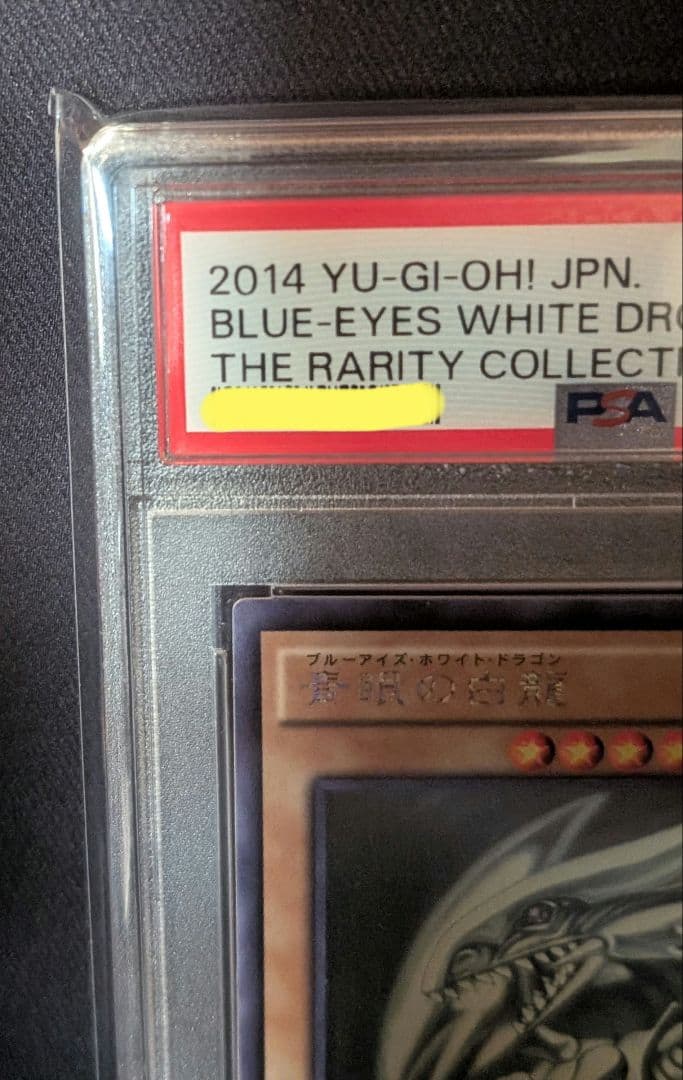 2014 YU-GI-OH! JPN.
BLUE-EYES WHITE DR
THE RARITY COLLECT
PSA
ブルーアイズ・ホワイト・ドラゴン
青眼の白龍